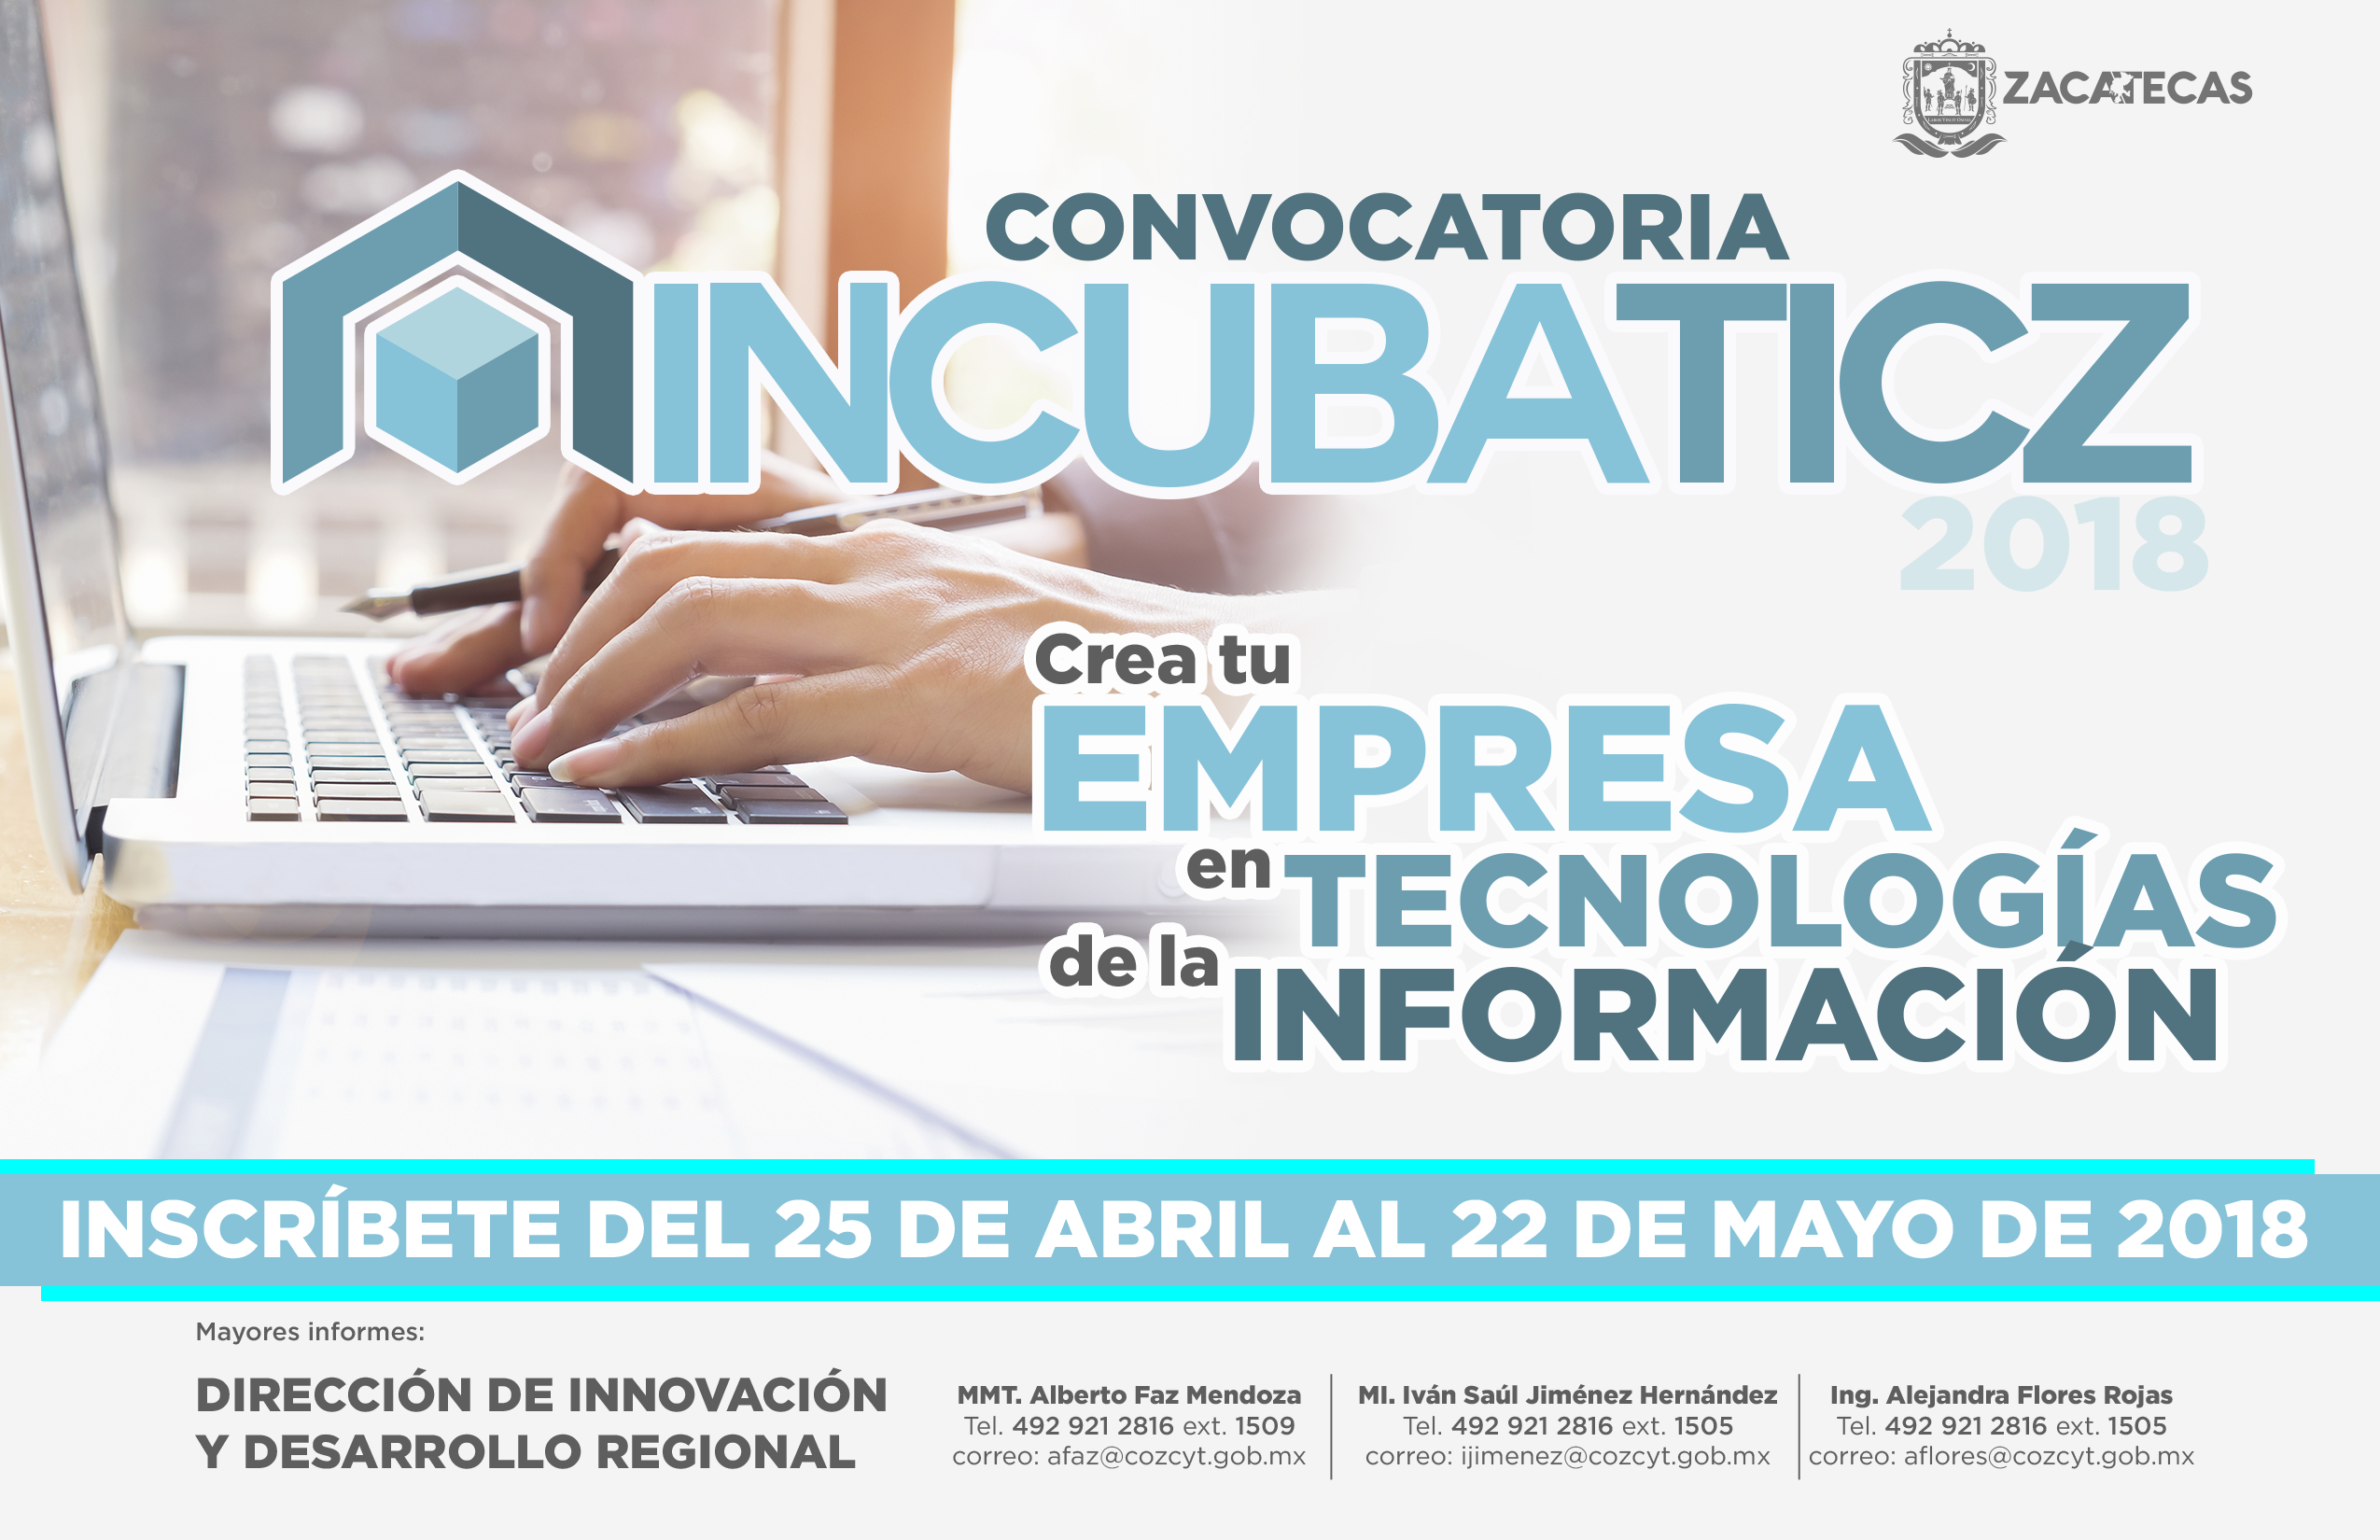 ZACATECAS
CONVOCATORIA
INCUBATICZ
2018
Crea tu
EMPRESA
en TECNOLOGÍAS
de la INFORMACIÓN
INSCRÍBETE DEL 25 DE ABRIL AL 22 DE MAYO DE 2018
Mayores informes:
DIRECCIÓN DE INNOVACIÓN
Y DESARROLLO REGIONAL
MMT. Alberto Faz Mendoza
Tel. 492 921 2816 ext. 1509
correo: afaz@cozcyt.gob.mx
MI. Iván Saúl Jiménez Hernández
Tel. 492 921 2816 ext. 1505
correo: ijimenez@cozcyt.gob.mx
Ing. Alejandra Flores Rojas
Tel. 492 921 2816 ext. 1505
correo: aflores@cozcyt.gob.mx